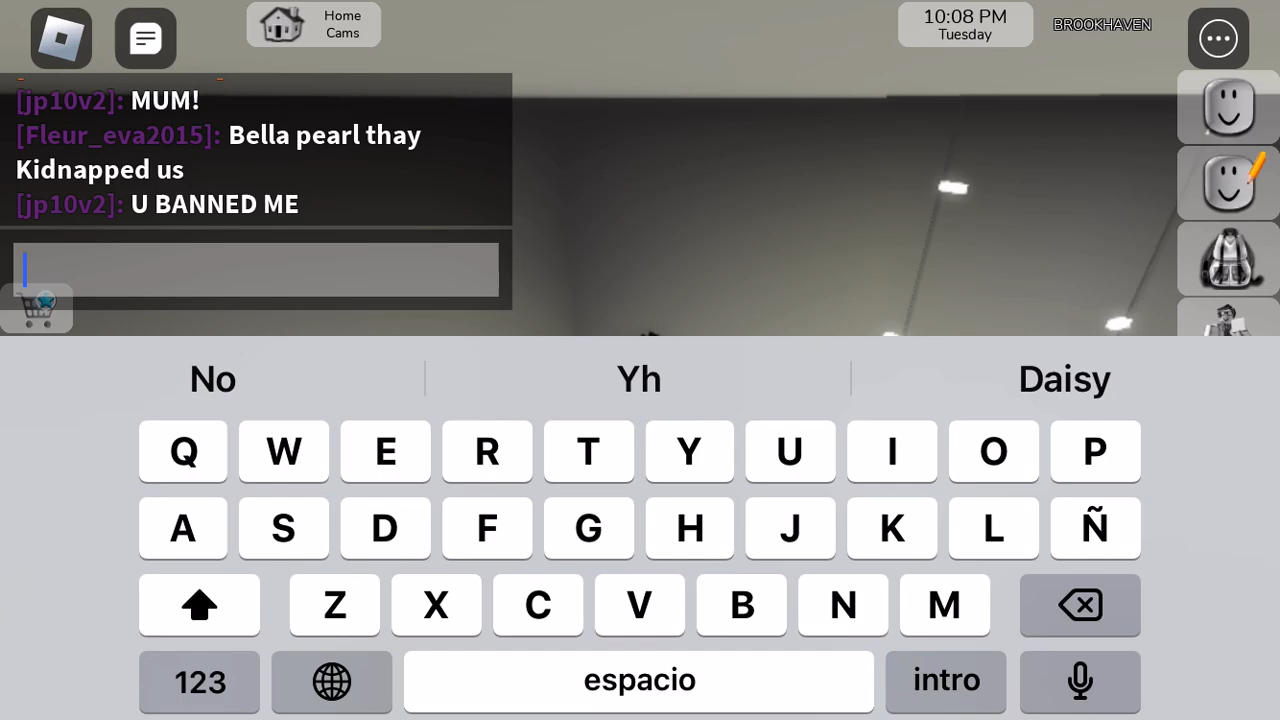 Home
Cams
10:08 PM
Tuesday
BROOKHAVEN
[jp10v2]: MUM!
[Fleur_eva2015]: Bella pearl thay
Kidnapped us
[jp10v2]: U BANNED ME
No Yh Daisy
Q W E R T Y U I O P
A S D F G H J K L Ñ
Z X C V B N M
123 espacio intro